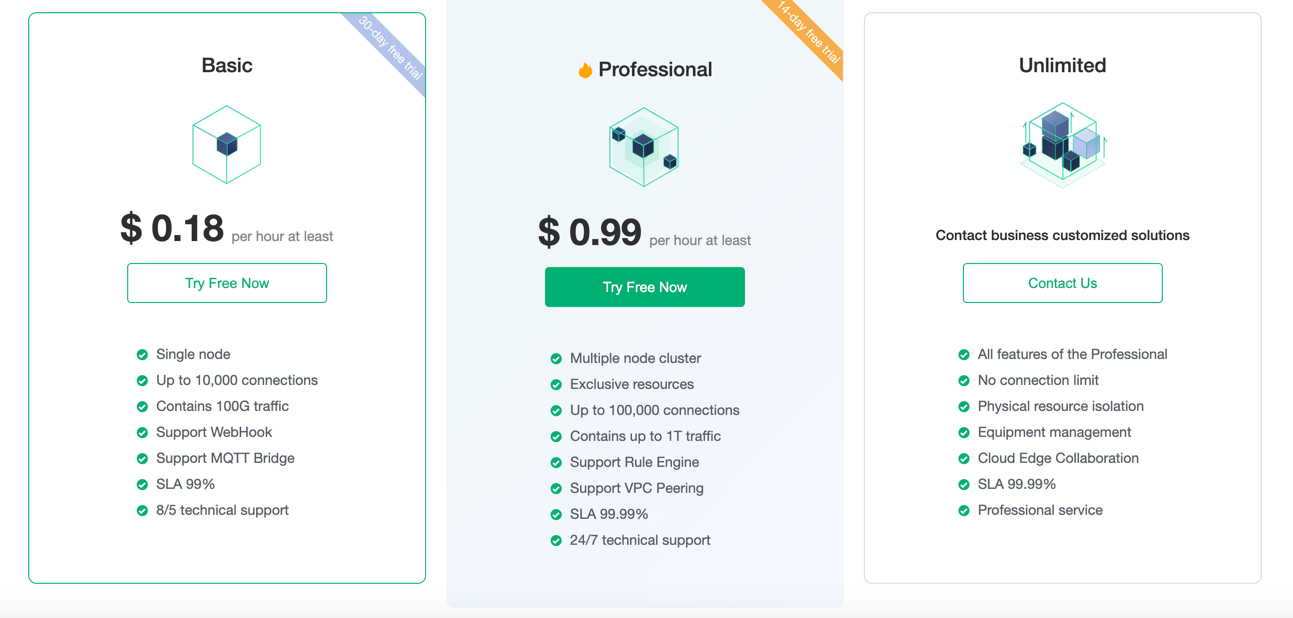 30-day free trial
Basic
$ 0.18 per hour at least
Try Free Now
Single node
Up to 10,000 connections
Contains 100G traffic
Support WebHook
Support MQTT Bridge
SLA 99%
8/5 technical support
14-day free trial
Professional
$ 0.99 per hour at least
Try Free Now
Multiple node cluster
Exclusive resources
Up to 100,000 connections
Contains up to 1T traffic
Support Rule Engine
Support VPC Peering
SLA 99.99%
24/7 technical support
Unlimited
Contact business customized solutions
Contact Us
All features of the Professional
No connection limit
Physical resource isolation
Equipment management
Cloud Edge Collaboration
SLA 99.99%
Professional service